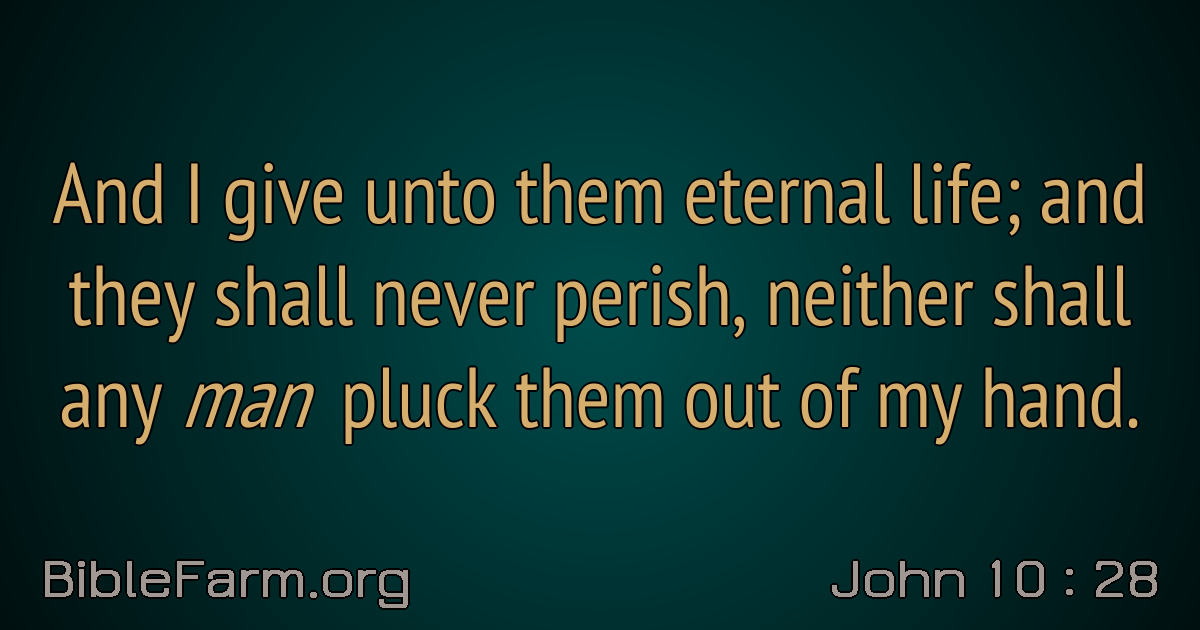 And I give unto them eternal life; and
they shall never perish, neither shall
any man pluck them out of my hand.
BibleFarm.org
John 10 : 28